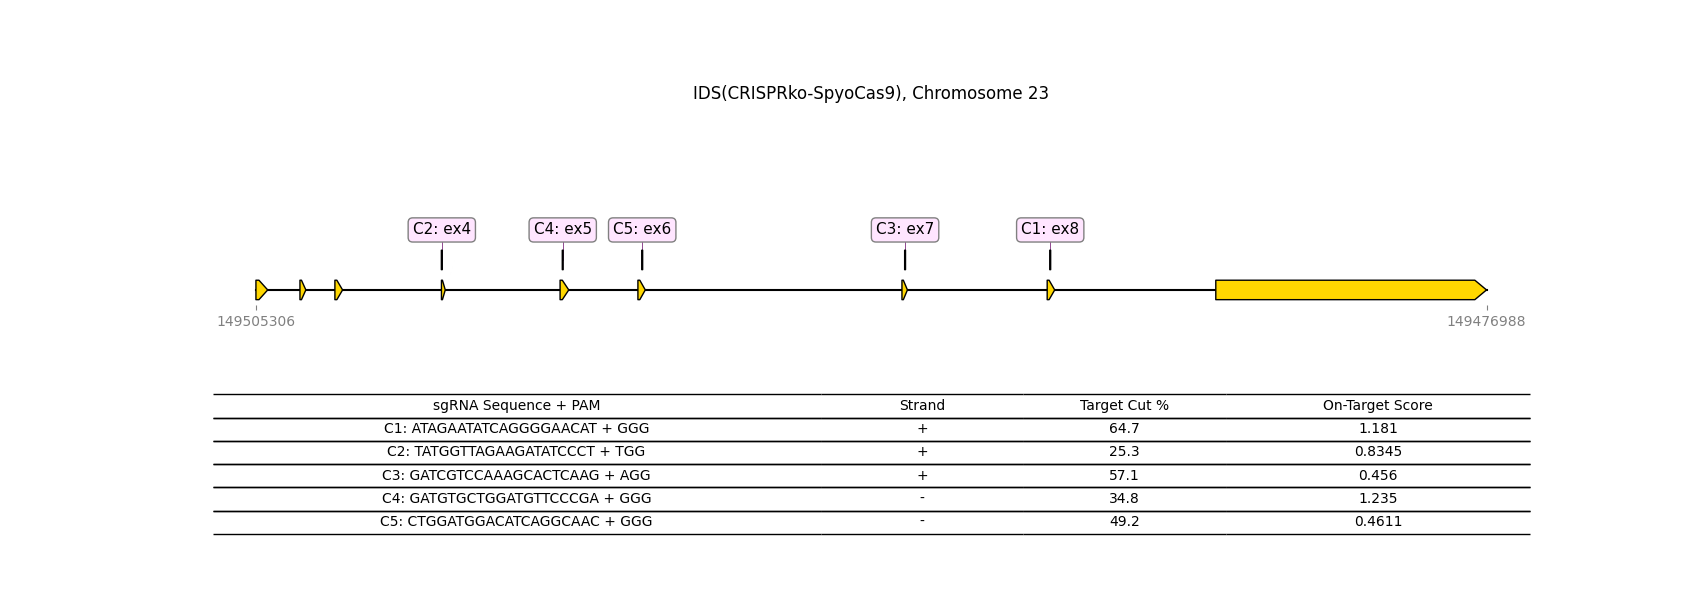 IDS(CRISPRko-SpyoCas9), Chromosome 23
C2: ex4 C4: ex5 C5: ex6 C3: ex7 C1: ex8
149505306 149476988
sgRNA Sequence + PAM Strand Target Cut % On-Target Score
C1: ATAGAATATCAGGGGAACAT + GGG + 64.7 1.181
C2: TATGGTTAGAAGATATCCCT + TGG + 25.3 0.8345
C3: GATCGTCCAAAGCACTCAAG + AGG + 57.1 0.456
C4: GATGTGCTGGATGTTCCCGA + GGG - 34.8 1.235
C5: CTGGATGGACATCAGGCAAC + GGG - 49.2 0.4611